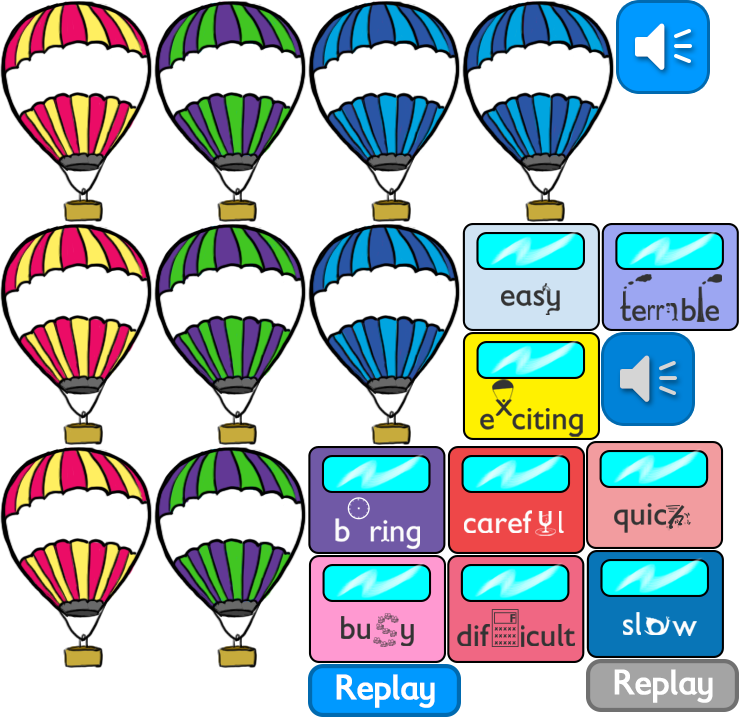 easy
terrible
exciting
boring
careful
quick
busy
difficult
slow
Replay
Replay